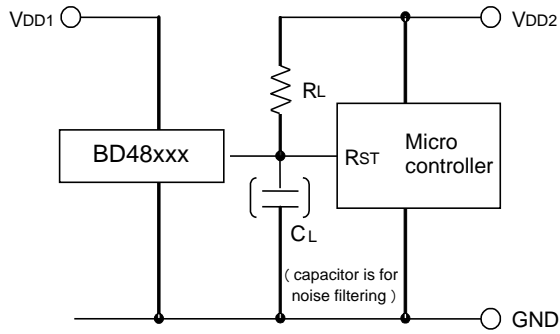 VDD1
VDD2
RL
BD48xxx
RST
Micro
controller
CL
( capacitor is for
noise filtering )
GND